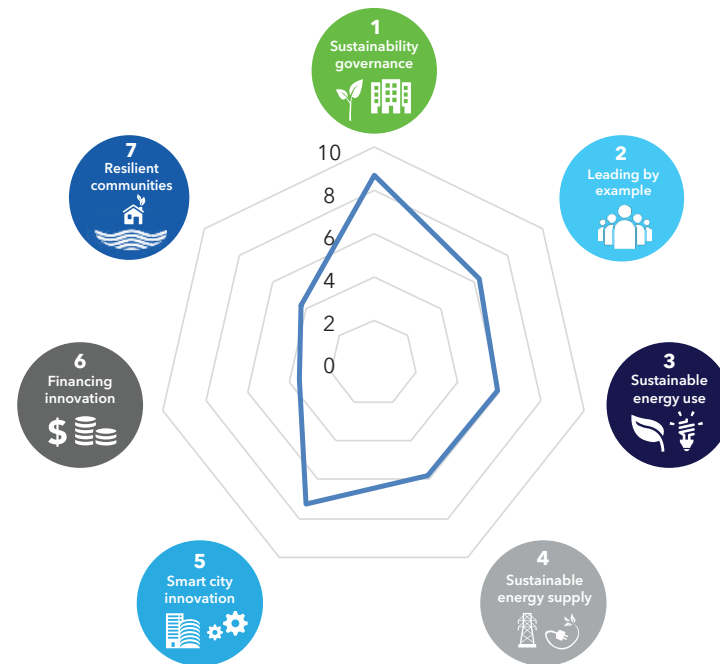 1
Sustainability
governance
2
Leading by
example
3
Sustainable
energy use
4
Sustainable
energy supply
5
Smart city
innovation
6
Financing
innovation
$
7
Resilient
communities
10
8
6
4
2
0